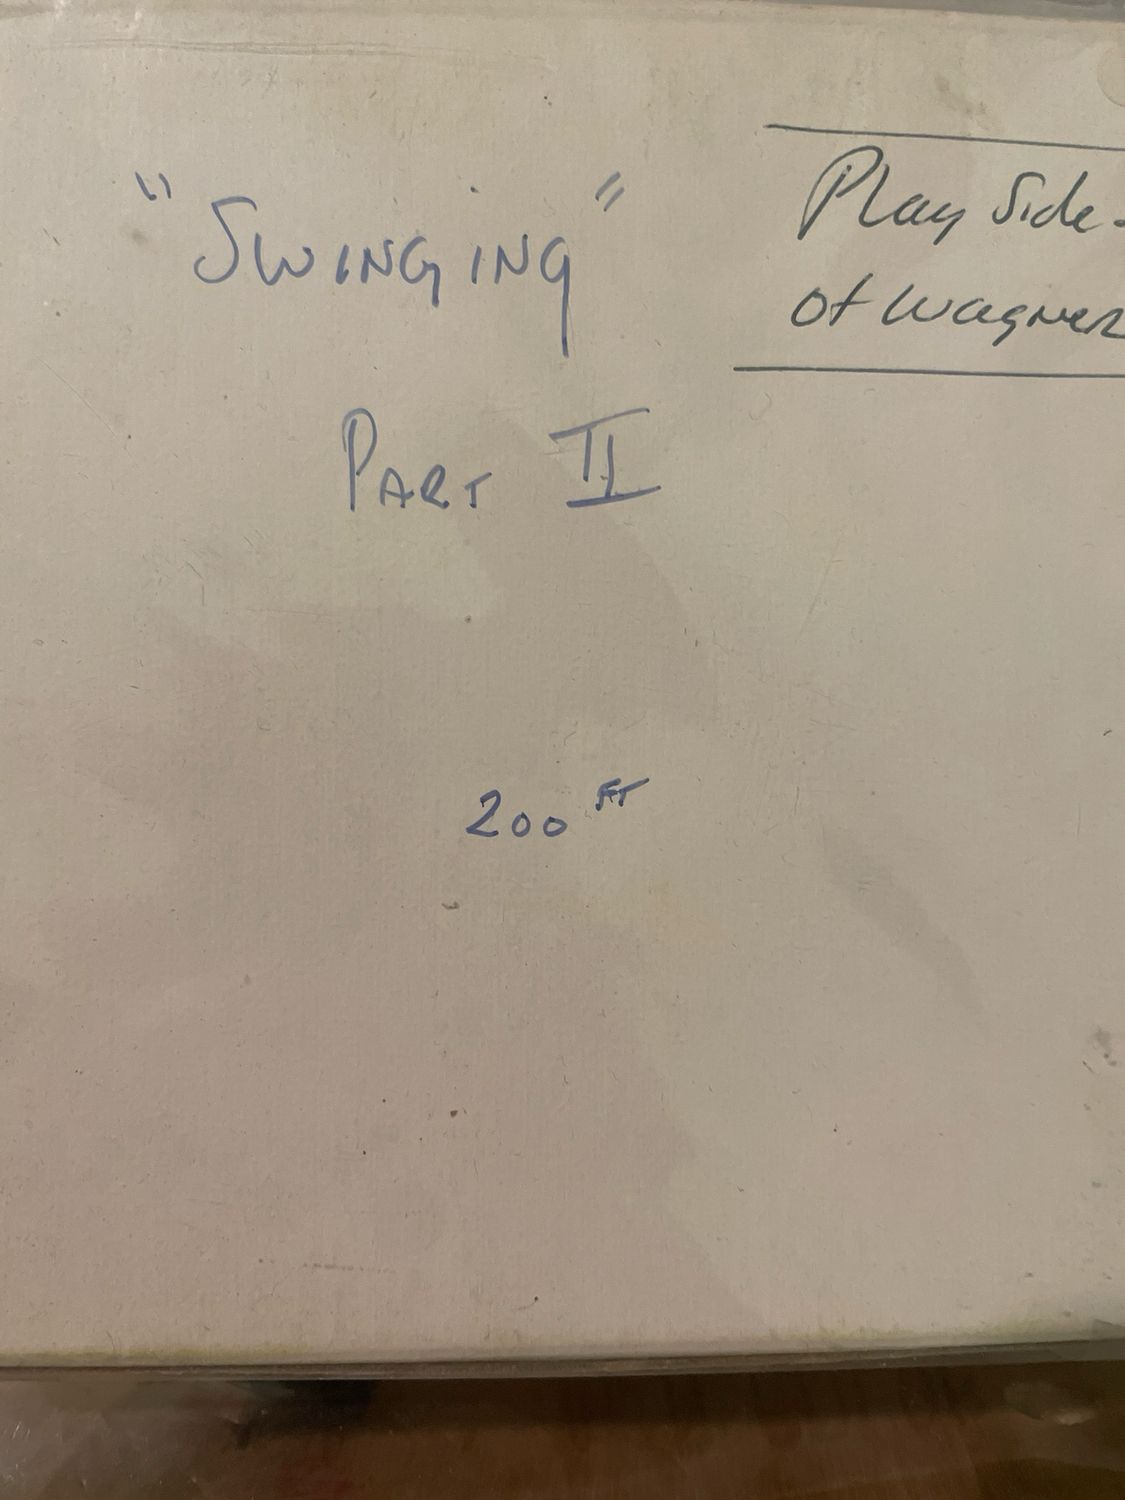 "SWINGING"
PART II
Play Side -
of Wagner
200 FT